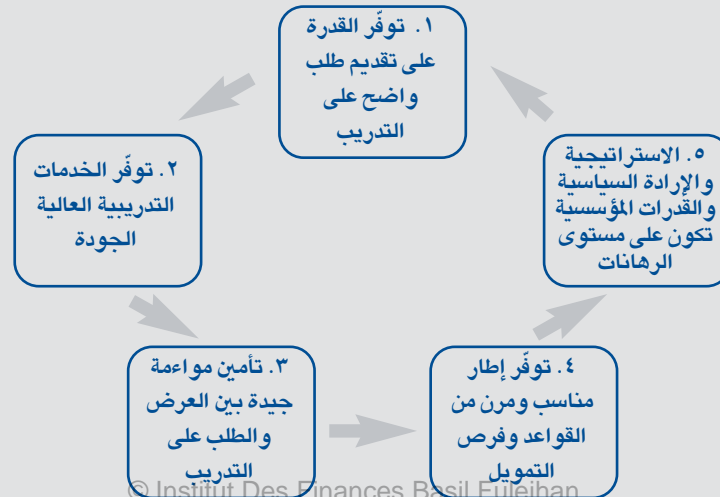 ١. توفّر القدرة
على تقديم طلب
واضح على
التدريب
٢. توفّر الخدمات
التدريبية العالية
الجودة
٣. تأمين مواءمة
جيدة بين العرض
والطلب على
التدريب
٤. توفّر إطار
مناسب ومرن من
القواعد وفرص
التمويل
٥. الاستراتيجية
والإرادة السياسية
والقدرات المؤسسية
تكون على مستوى
الرهانات
© Institut Des Finances Basil Fuleihan